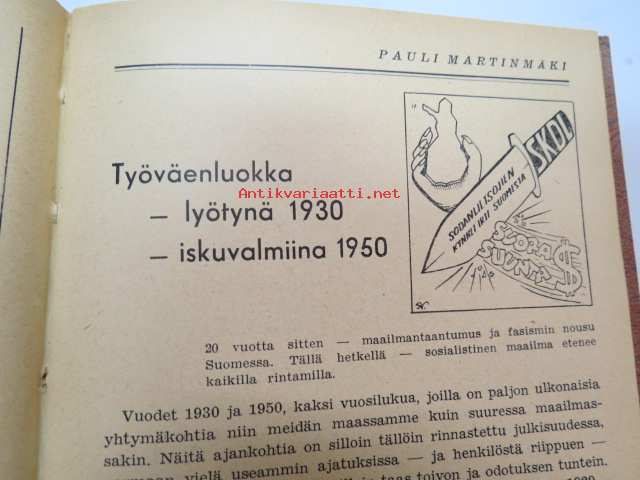 PAULI MARTINMÄKI
Työväenluokka
— lyötynä 1930
— iskuvalmiina 1950
Antikvariaatti.net
SKDL
SODANLIETSOJIEN
KYNNET IRTI SUOMESTA
SUORA
SUUNTA
20 vuotta sitten — maailmantaantumus ja fasismin nousu
Suomessa. Tällä hetkellä — sosialistinen maailma etenee
kaikilla rintamilla.
Vuodet 1930 ja 1950, kaksi vuosilukua, joilla on paljon ulkonaisia
yhtymäkohtia niin meidän maassamme kuin suuressa maailmas-
sakin. Näitä ajankohtia on silloin tällöin rinnastettu julkisuudessa,
vielä useammin ajatuksissa — ja henkilöstä riippuen —
taas toivon ja odotuksen tuntein.